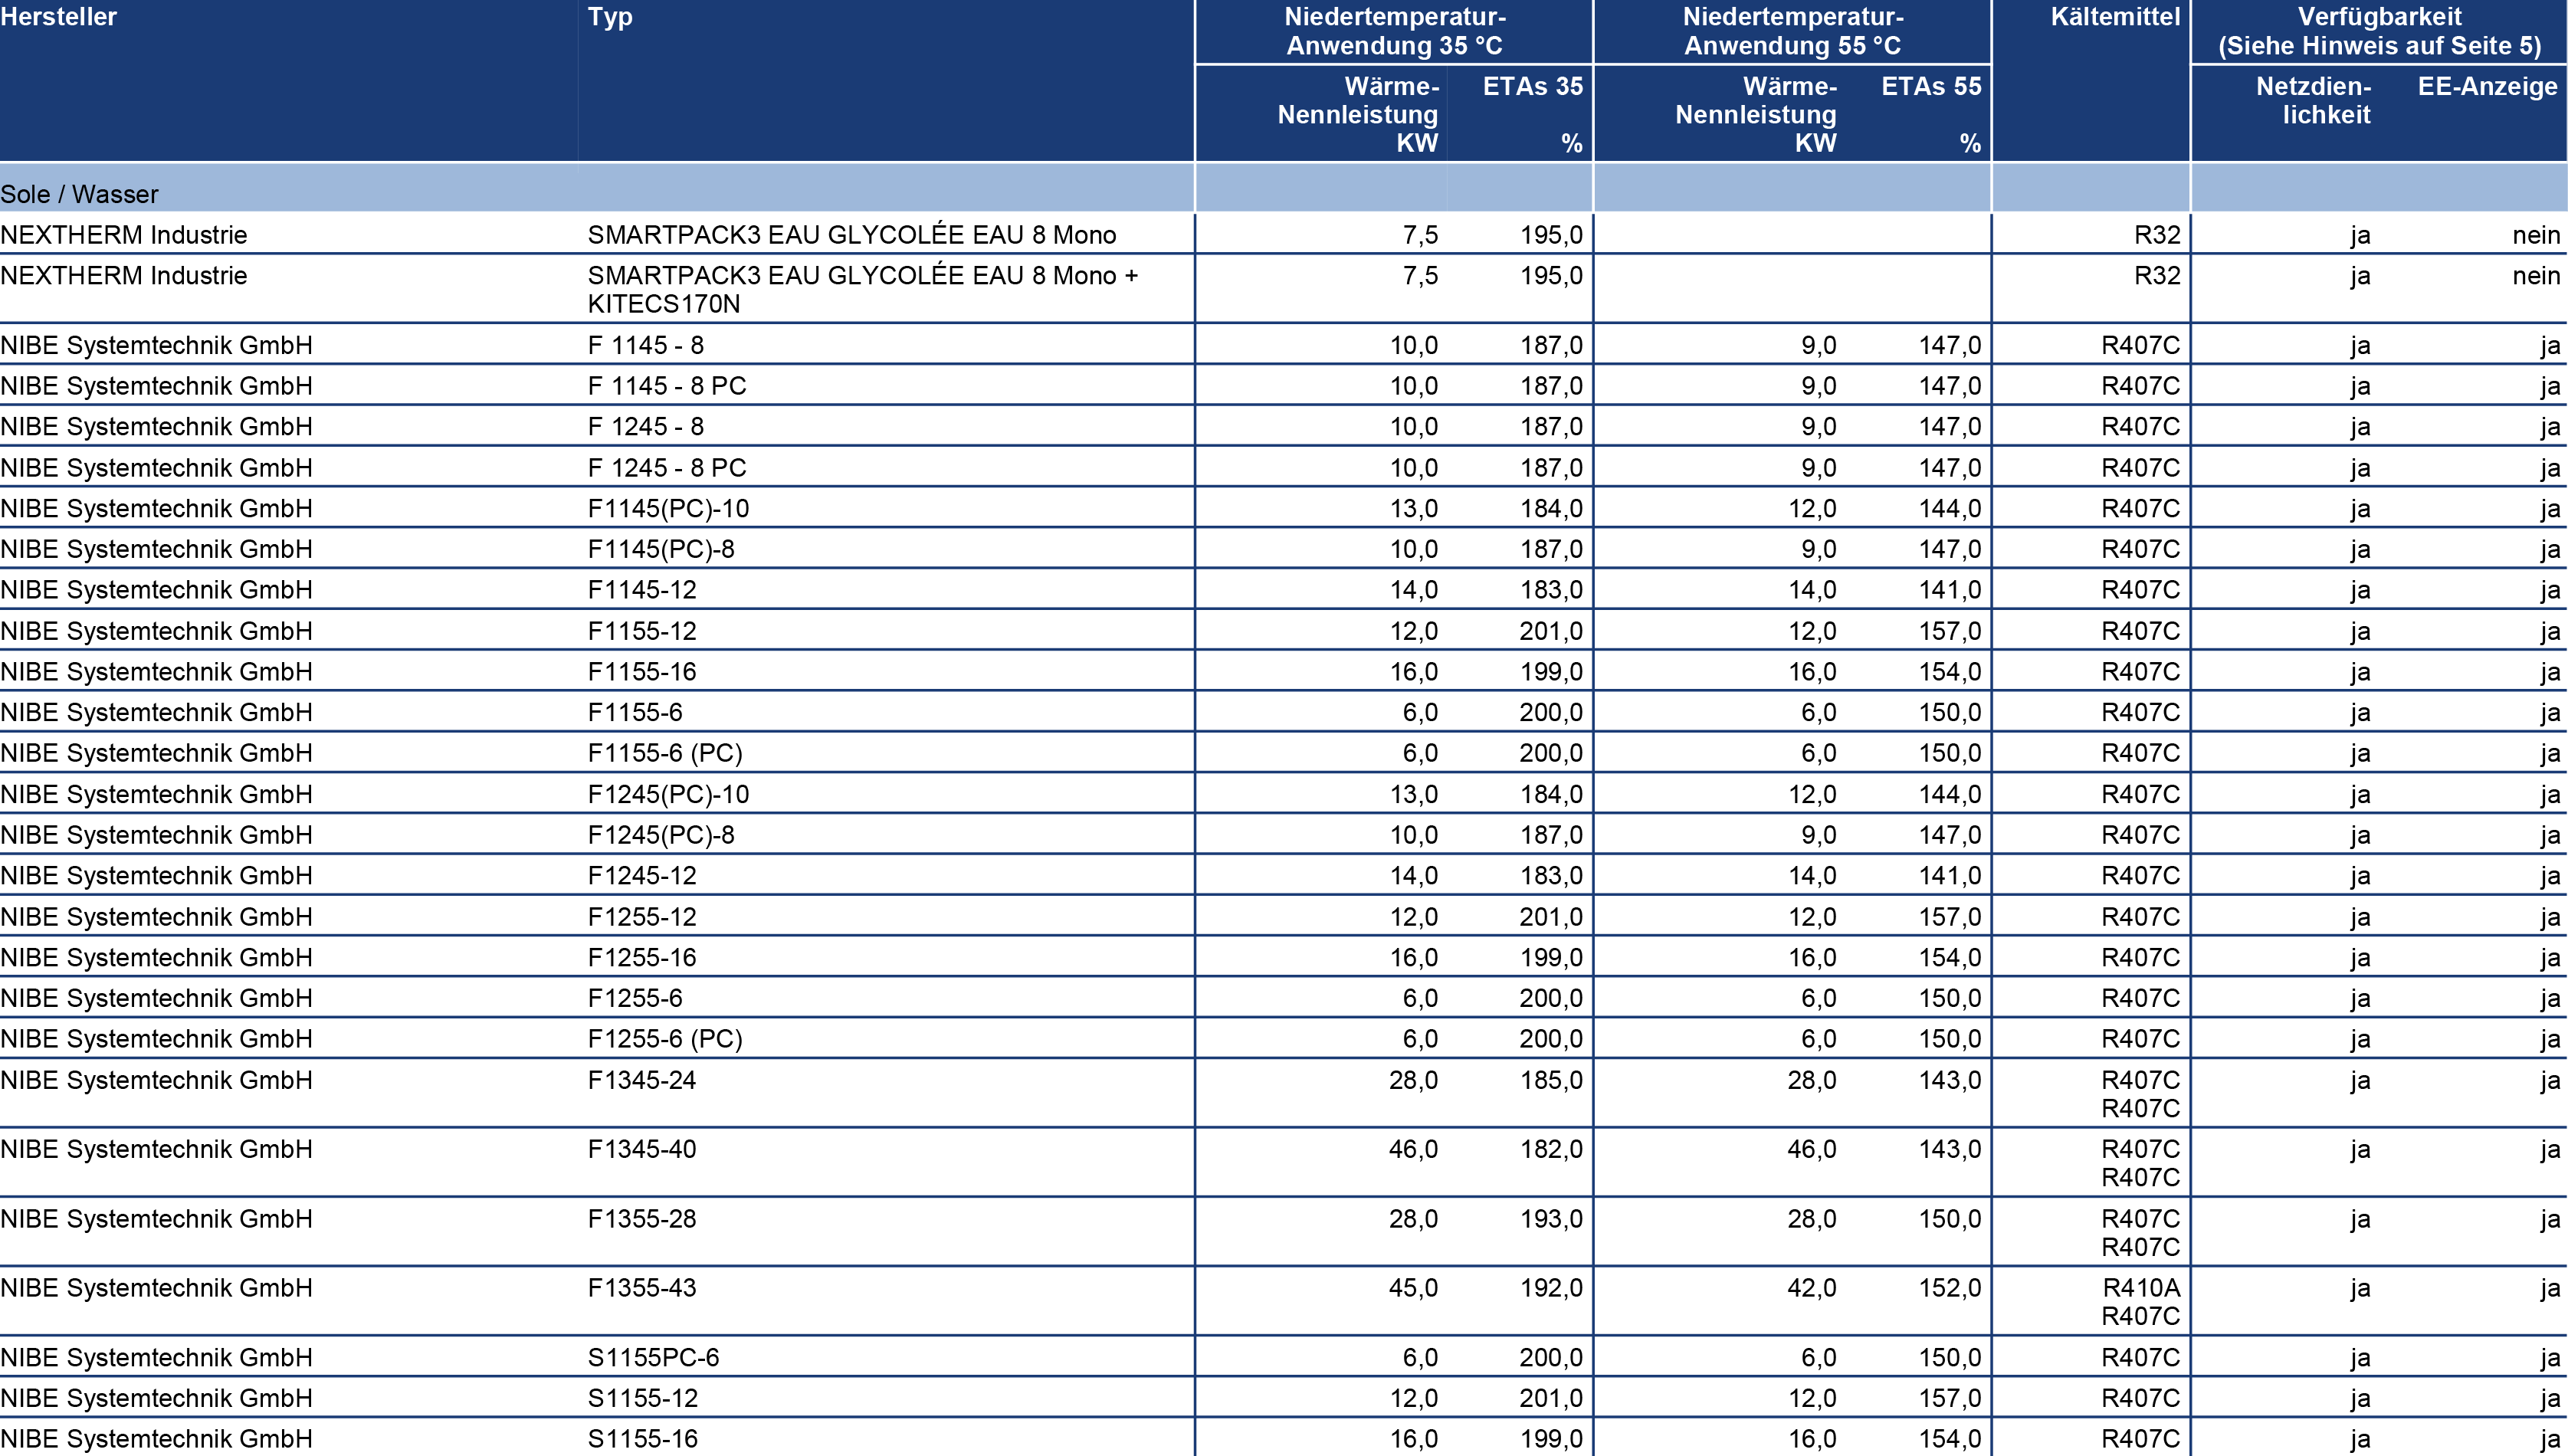 Hersteller Typ Niedertemperatur-Anwendung 35 °C Niedertemperatur-Anwendung 55 °C Kältemittel Verfügbarkeit (Siehe Hinweis auf Seite 5)
Wärme-Nennleistung KW ETAs 35 % Wärme-Nennleistung KW ETAs 55 % Netzdien-lichkeit EE-Anzeige
Sole / Wasser
NEXTHERM Industrie SMARTPACK3 EAU GLYCOLÉE EAU 8 Mono 7,5 195,0 R32 ja nein
NEXTHERM Industrie SMARTPACK3 EAU GLYCOLÉE EAU 8 Mono + 7,5 195,0 R32 ja nein
KITECS170N
NIBE Systemtechnik GmbH F 1145 - 8 10,0 187,0 9,0 147,0 R407C ja ja
NIBE Systemtechnik GmbH F 1145 - 8 PC 10,0 187,0 9,0 147,0 R407C ja ja
NIBE Systemtechnik GmbH F 1245 - 8 10,0 187,0 9,0 147,0 R407C ja ja
NIBE Systemtechnik GmbH F 1245 - 8 PC 10,0 187,0 9,0 147,0 R407C ja ja
NIBE Systemtechnik GmbH F1145(PC)-10 13,0 184,0 12,0 144,0 R407C ja ja
NIBE Systemtechnik GmbH F1145(PC)-8 10,0 187,0 9,0 147,0 R407C ja ja
NIBE Systemtechnik GmbH F1145-12 14,0 183,0 14,0 141,0 R407C ja ja
NIBE Systemtechnik GmbH F1155-12 12,0 201,0 12,0 157,0 R407C ja ja
NIBE Systemtechnik GmbH F1155-16 16,0 199,0 16,0 154,0 R407C ja ja
NIBE Systemtechnik GmbH F1155-6 6,0 200,0 6,0 150,0 R407C ja ja
NIBE Systemtechnik GmbH F1155-6 (PC) 6,0 200,0 6,0 150,0 R407C ja ja
NIBE Systemtechnik GmbH F1245(PC)-10 13,0 184,0 12,0 144,0 R407C ja ja
NIBE Systemtechnik GmbH F1245(PC)-8 10,0 187,0 9,0 147,0 R407C ja ja
NIBE Systemtechnik GmbH F1245-12 14,0 183,0 14,0 141,0 R407C ja ja
NIBE Systemtechnik GmbH F1255-12 12,0 201,0 12,0 157,0 R407C ja ja
NIBE Systemtechnik GmbH F1255-16 16,0 199,0 16,0 154,0 R407C ja ja
NIBE Systemtechnik GmbH F1255-6 6,0 200,0 6,0 150,0 R407C ja ja
NIBE Systemtechnik GmbH F1255-6 (PC) 6,0 200,0 6,0 150,0 R407C ja ja
NIBE Systemtechnik GmbH F1345-24 28,0 185,0 28,0 143,0 R407C ja ja
R407C
NIBE Systemtechnik GmbH F1345-40 46,0 182,0 46,0 143,0 R407C ja ja
R407C
NIBE Systemtechnik GmbH F1355-28 28,0 193,0 28,0 150,0 R407C ja ja
R407C
NIBE Systemtechnik GmbH F1355-43 45,0 192,0 42,0 152,0 R410A ja ja
R407C
NIBE Systemtechnik GmbH S1155PC-6 6,0 200,0 6,0 150,0 R407C ja ja
NIBE Systemtechnik GmbH S1155-12 12,0 201,0 12,0 157,0 R407C ja ja
NIBE Systemtechnik GmbH S1155-16 16,0 199,0 16,0 154,0 R407C ja ja